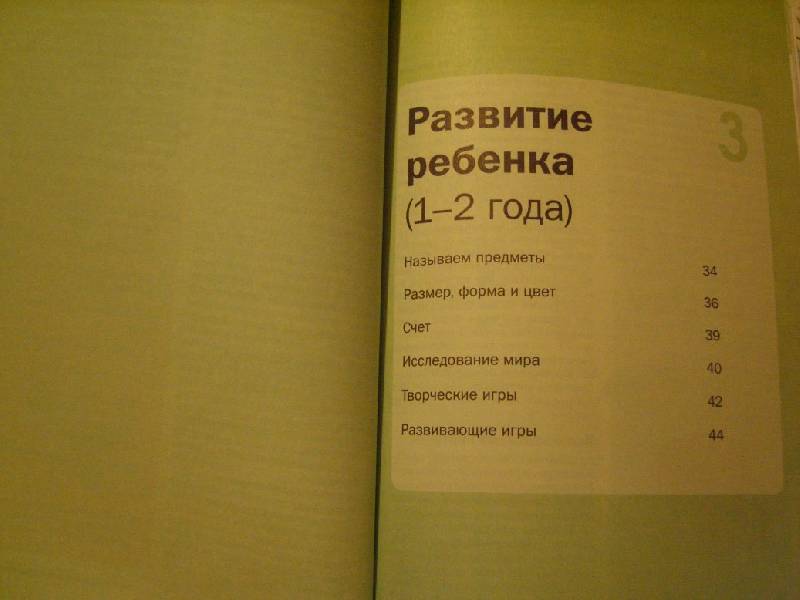 Развитие 3
ребенка
(1–2 года)
Называем предметы 34
Размер, форма и цвет 36
Счет 39
Исследование мира 40
Творческие игры 42
Развивающие игры 44